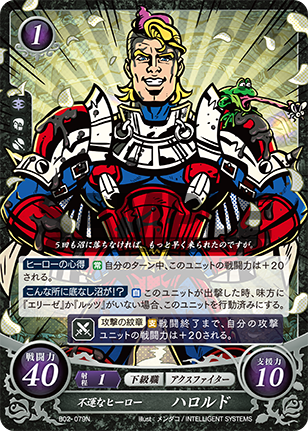 1
5回も沼に落ちなければ、もっと早く来られたのですが。
ヒーローの心得 常 自分のターン中、このユニットの戦闘力は+20
される。
こんな所に底なし沼が!? 自 このユニットが出撃した時、味方に
「エリーゼ」か「ルッツ」がいない場合、このユニットを行動済みにする。
攻撃の紋章 攻 戦闘終了まで、自分の攻撃
ユニットの戦闘力は+20される。
戦闘力
40
射程 1 下級職 アクスファイター
支援力
10
不運なヒーロー ハロルド
B02-079N
Illust:メンダコ / INTELLIGENT SYSTEMS